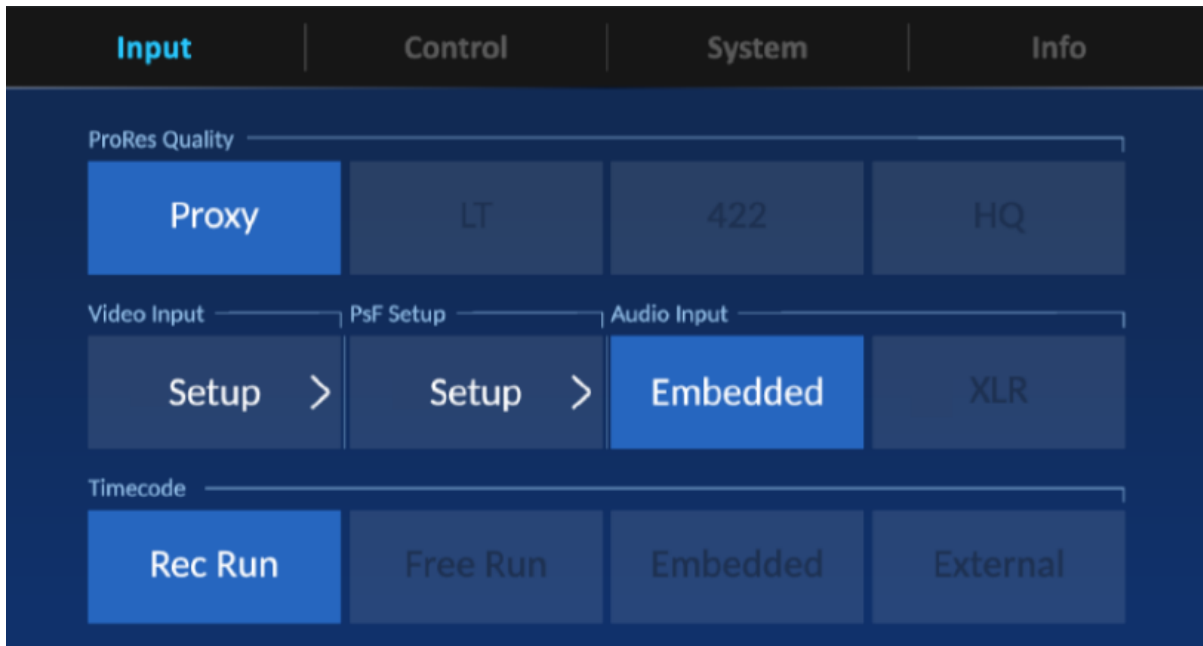 Input Control System Info
ProRes Quality
Proxy LT 422 HQ
Video Input PsF Setup Audio Input
Setup > Setup > Embedded XLR
Timecode
Rec Run Free Run Embedded External